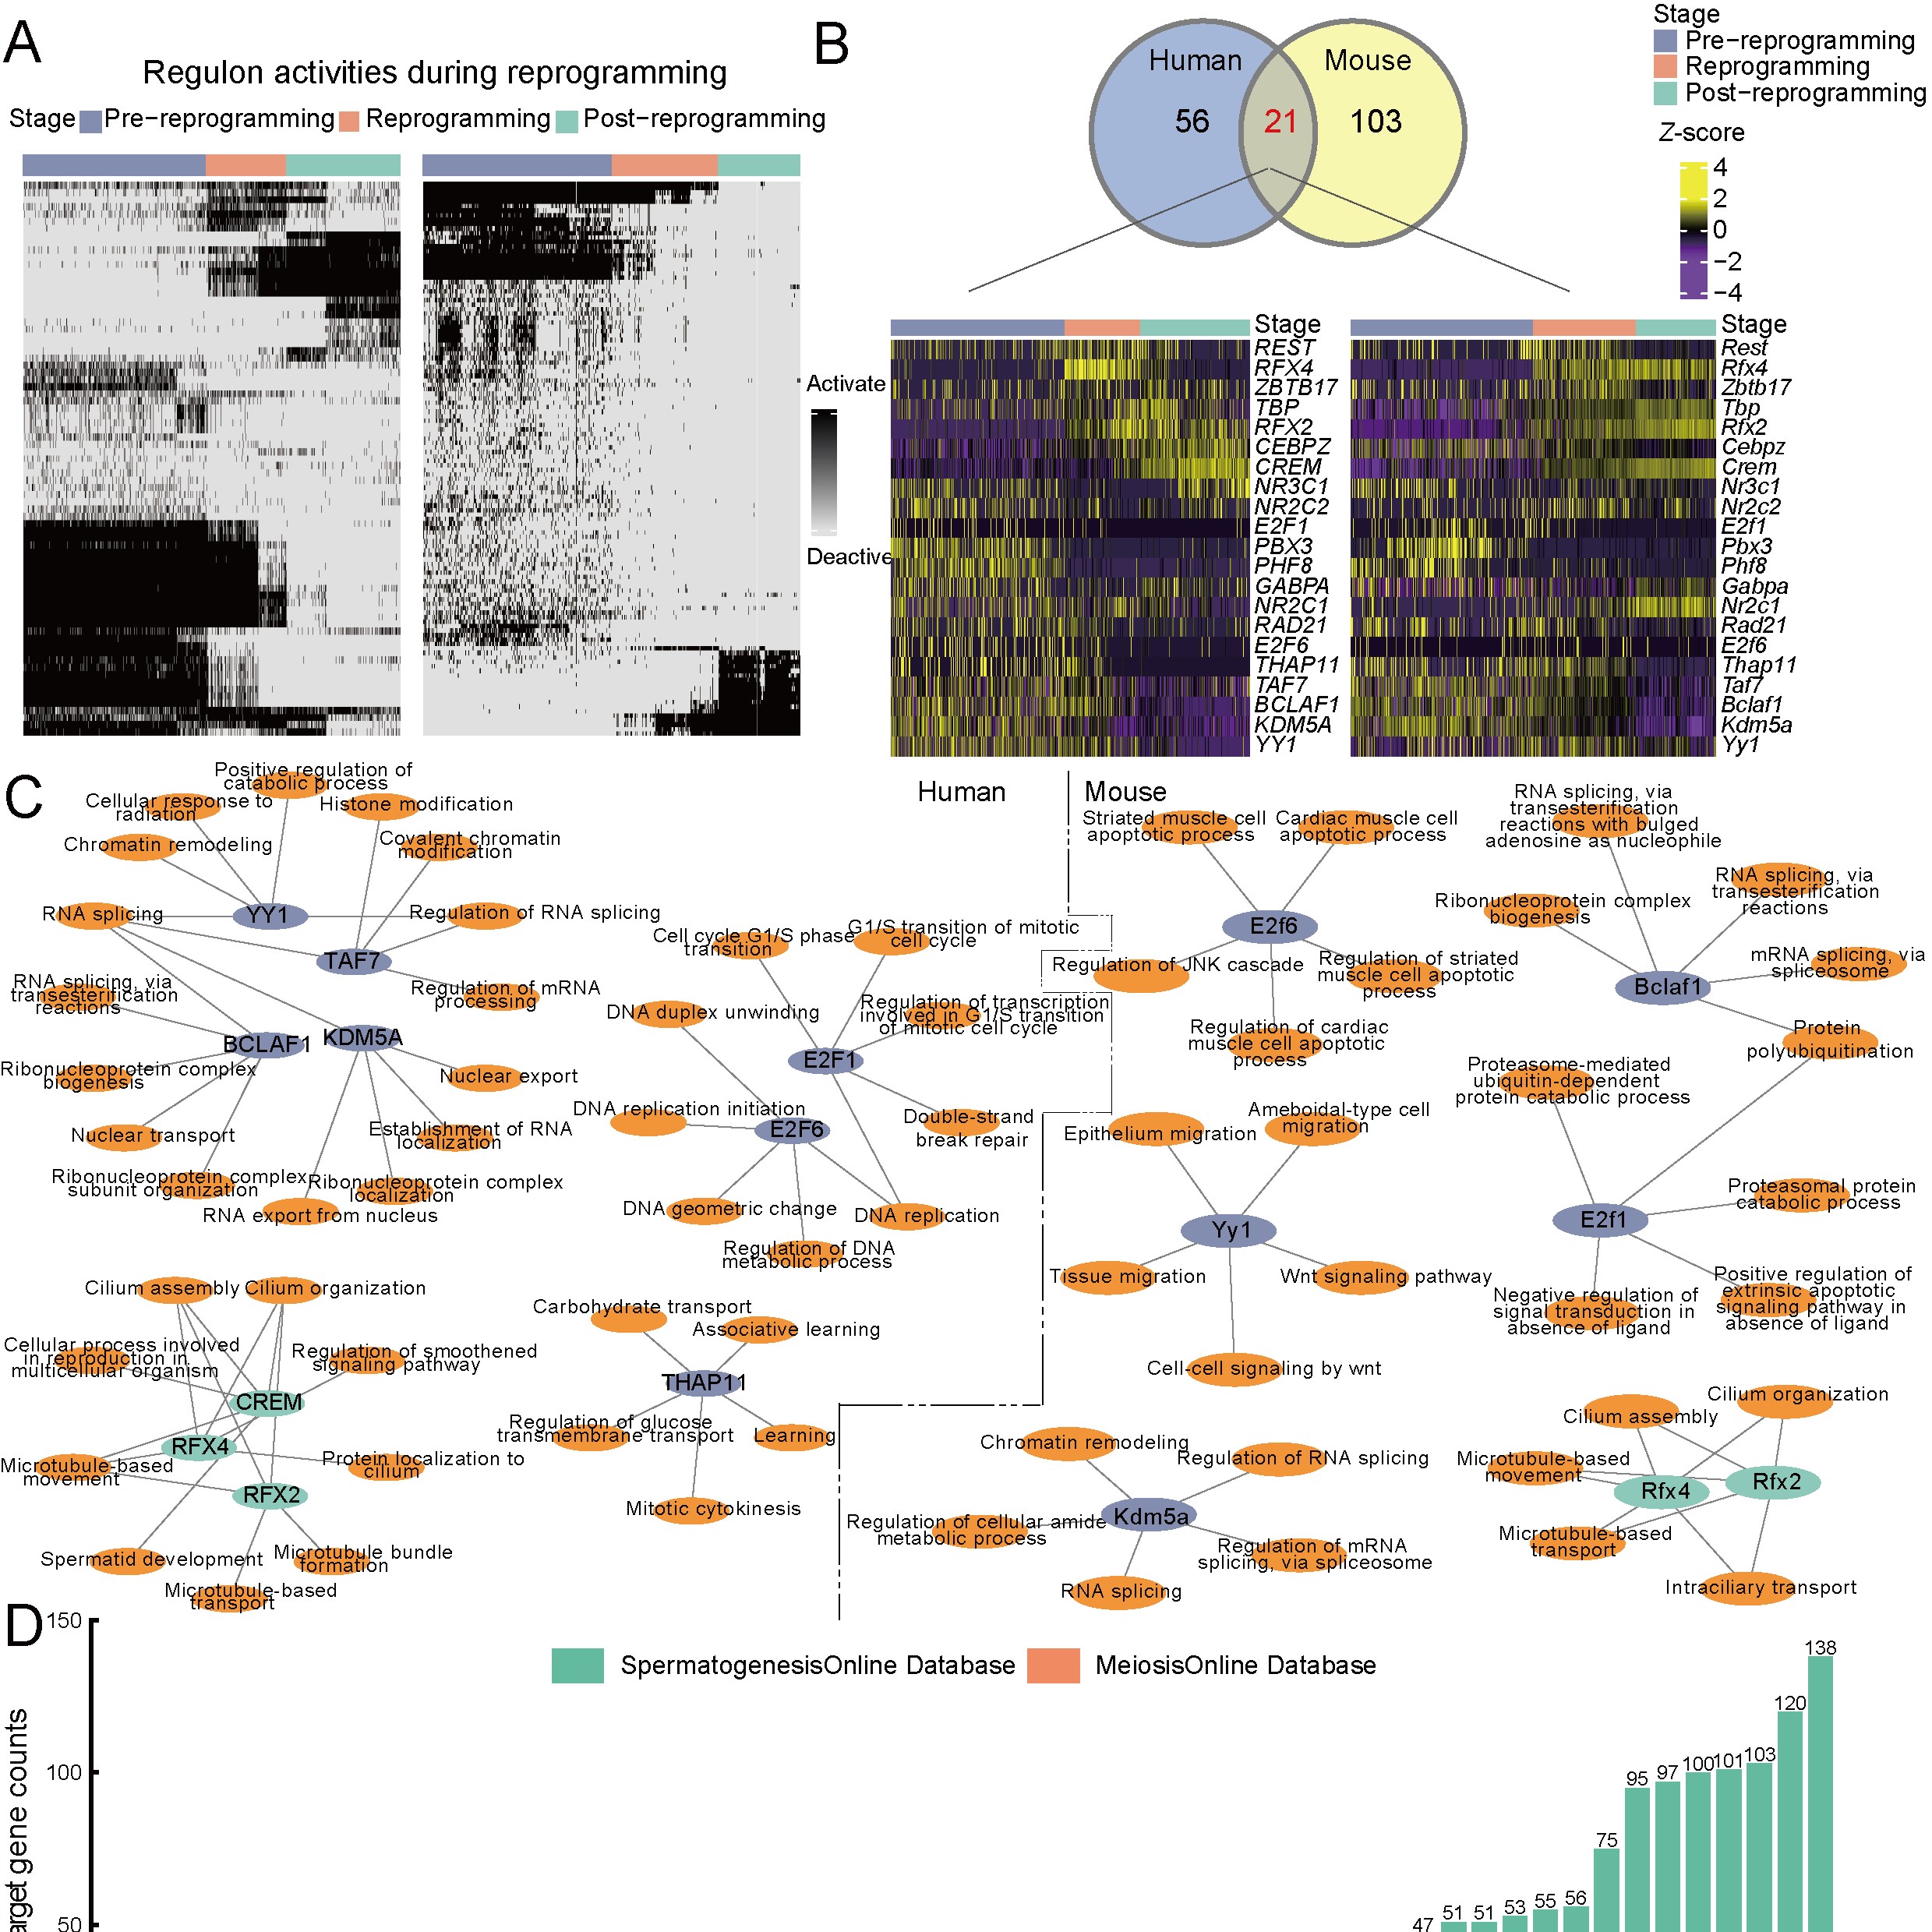 A
Regulon activities during reprogramming
Stage Pre−reprogramming Reprogramming Post−reprogramming
Activate
Deactive
B
Human
Mouse
56
21
103
Stage
Pre−reprogramming
Reprogramming
Post−reprogramming
Z-score
4
2
0
−2
−4
Stage
REST
RFX4
ZBTB17
TBP
RFX2
CEBPZ
CREM
NR3C1
NR2C2
E2F1
PBX3
PHF8
GABPA
NR2C1
RAD21
E2F6
THAP11
TAF7
BCLAF1
KDM5A
YY1
Stage
Rest
Rfx4
Zbtb17
Tbp
Rfx2
Cebpz
Crem
Nr3c1
Nr2c2
E2f1
Pbx3
Phf8
Gabpa
Nr2c1
Rad21
E2f6
Thap11
Taf7
Bclaf1
Kdm5a
Yy1
C
Human
Mouse
Positive regulation of
catabolic process
Cellular response to
radiation
Histone modification
Chromatin remodeling
Covalent chromatin
modification
RNA splicing
YY1
Regulation of RNA splicing
TAF7
RNA splicing, via
transesterification
reactions
Regulation of mRNA
processing
BCLAF1
KDM5A
Ribonucleoprotein complex
biogenesis
Nuclear export
Nuclear transport
Establishment of RNA
localization
Ribonucleoprotein complex
subunit organization
Ribonucleoprotein complex
localization
RNA export from nucleus
Cell cycle G1/S phase
transition
G1/S transition of mitotic
cell cycle
DNA duplex unwinding
Regulation of transcription
involved in G1/S transition
of mitotic cell cycle
E2F1
DNA replication initiation
E2F6
Double-strand
break repair
DNA geometric change
DNA replication
Regulation of DNA
metabolic process
Cilium assembly
Cilium organization
Cellular process involved
in reproduction in
multicellular organism
Regulation of smoothened
signaling pathway
CREM
RFX4
Microtubule-based
movement
Protein localization to
cilium
RFX2
Spermatid development
Microtubule bundle
formation
Microtubule-based
transport
Carbohydrate transport
Associative learning
THAP11
Regulation of glucose
transmembrane transport
Learning
Mitotic cytokinesis
Striated muscle cell
apoptotic process
Cardiac muscle cell
apoptotic process
E2f6
Regulation of JNK cascade
Regulation of striated
muscle cell apoptotic
process
Regulation of cardiac
muscle cell apoptotic
process
RNA splicing, via
transesterification
reactions with bulged
adenosine as nucleophile
Ribonucleoprotein complex
biogenesis
RNA splicing, via
transesterification
reactions
mRNA splicing, via
spliceosome
Bclaf1
Protein
polyubiquitination
Proteasome-mediated
ubiquitin-dependent
protein catabolic process
E2f1
Proteasomal protein
catabolic process
Negative regulation of
signal transduction in
absence of ligand
Positive regulation of
extrinsic apoptotic
signaling pathway in
absence of ligand
Epithelium migration
Ameboidal-type cell
migration
Yy1
Tissue migration
Wnt signaling pathway
Cell-cell signaling by wnt
Chromatin remodeling
Regulation of RNA splicing
Kdm5a
Regulation of cellular amide
metabolic process
Regulation of mRNA
splicing, via spliceosome
RNA splicing
Cilium assembly
Cilium organization
Microtubule-based
movement
Rfx4
Rfx2
Microtubule-based
transport
Intraciliary transport
D
SpermatogenesisOnline Database
MeiosisOnline Database
150
100
50
arget gene counts
47
51
51
53
55
56
75
95
97
100
101
103
120
138